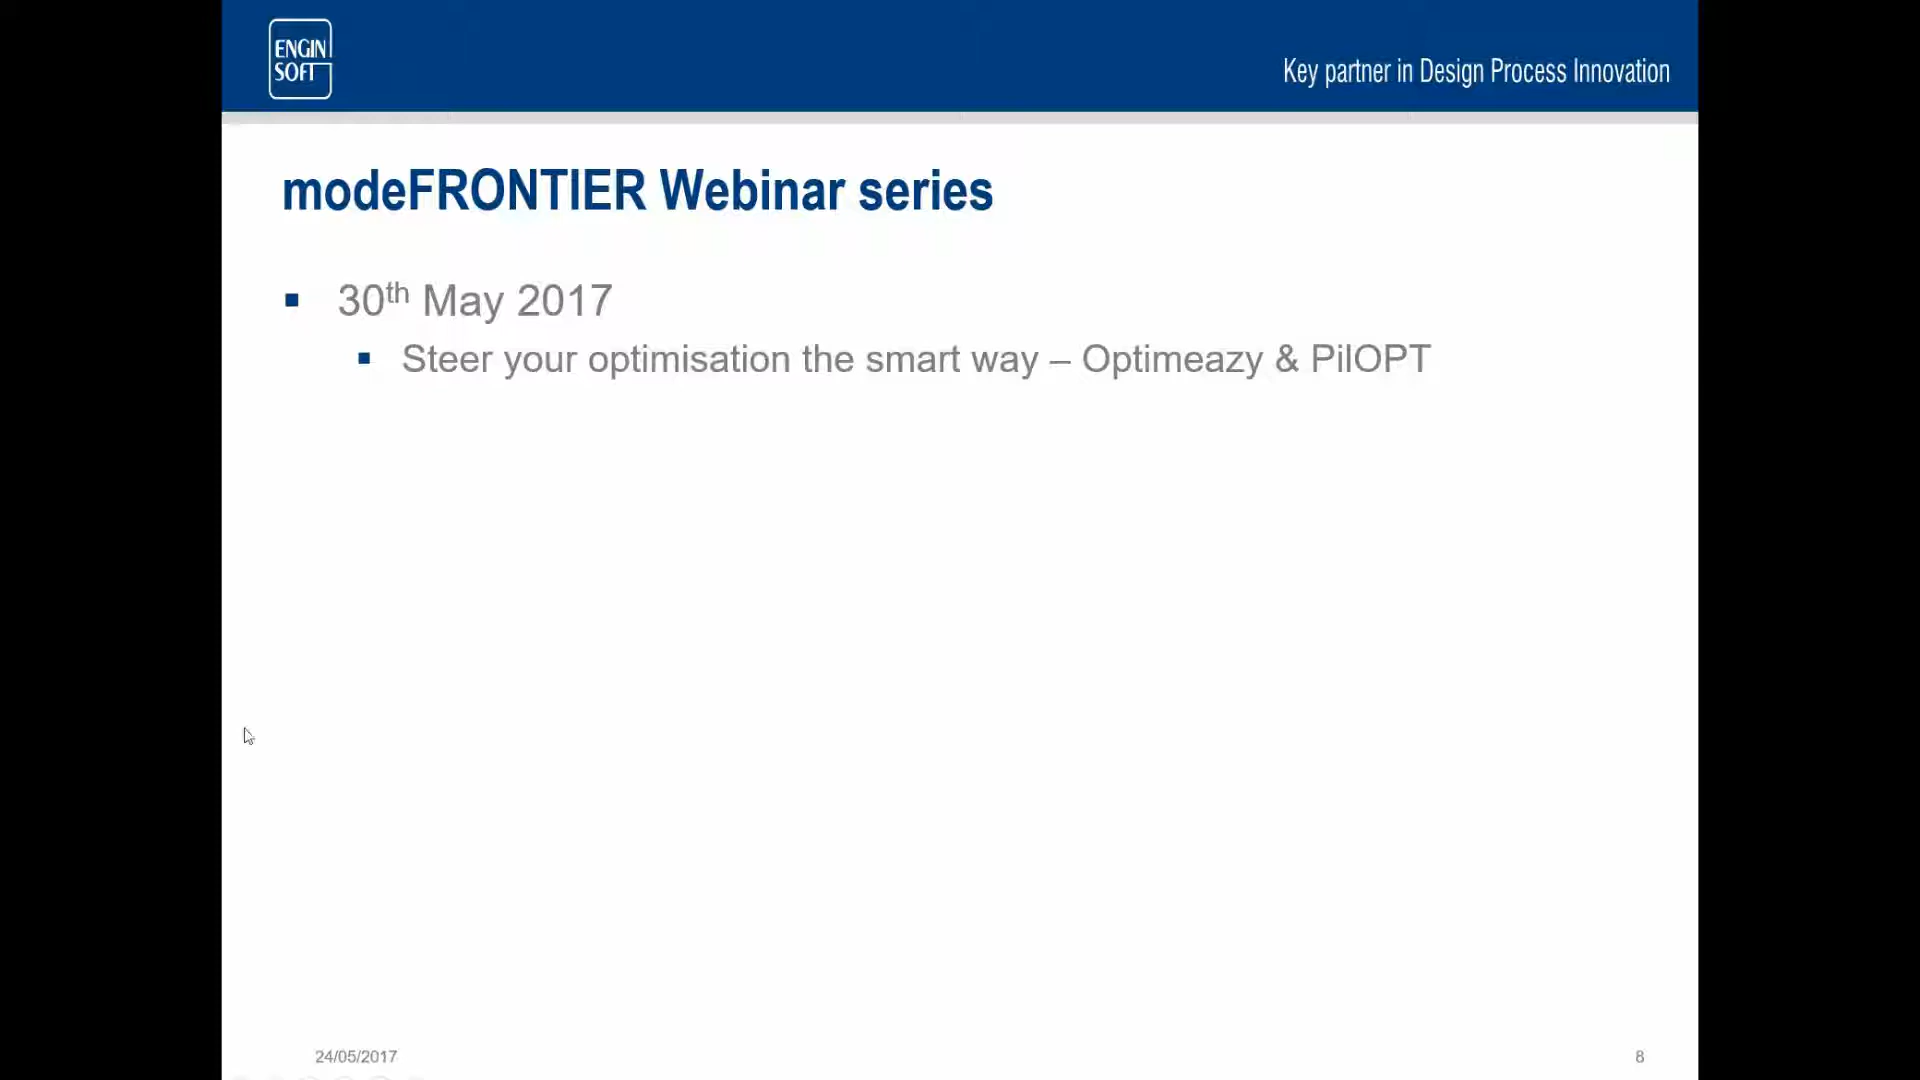 ENGIN
SOFT
Key partner in Design Process Innovation
modeFRONTIER Webinar series
30th May 2017
Steer your optimisation the smart way – Optimeazy & PilOPT
24/05/2017
8